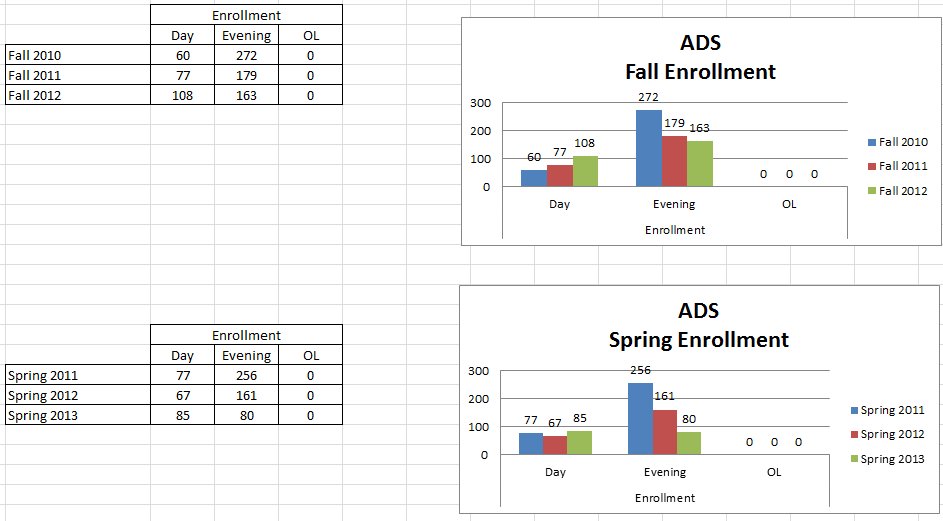 Enrollment
Day Evening OL
Fall 2010 60 272 0
Fall 2011 77 179 0
Fall 2012 108 163 0
ADS
Fall Enrollment
300
200
100
0
60 77 108
272 179 163
0 0 0
Day Evening OL
Enrollment
Fall 2010
Fall 2011
Fall 2012
Enrollment
Day Evening OL
Spring 2011 77 256 0
Spring 2012 67 161 0
Spring 2013 85 80 0
ADS
Spring Enrollment
300
200
100
0
77 67 85
256 161 80
0 0 0
Day Evening OL
Enrollment
Spring 2011
Spring 2012
Spring 2013